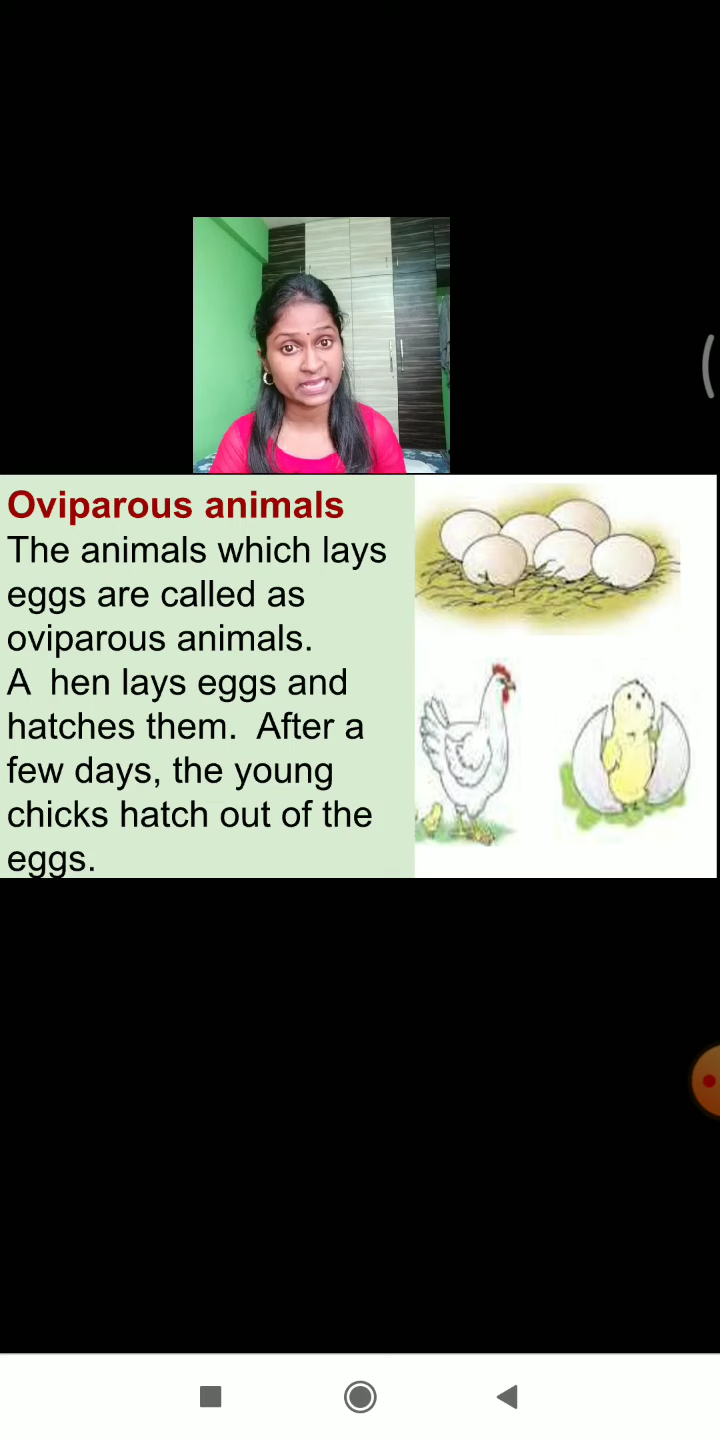 Oviparous animals
The animals which lays
eggs are called as
oviparous animals.
A  hen lays eggs and
hatches them.  After a
few days, the young
chicks hatch out of the
eggs.